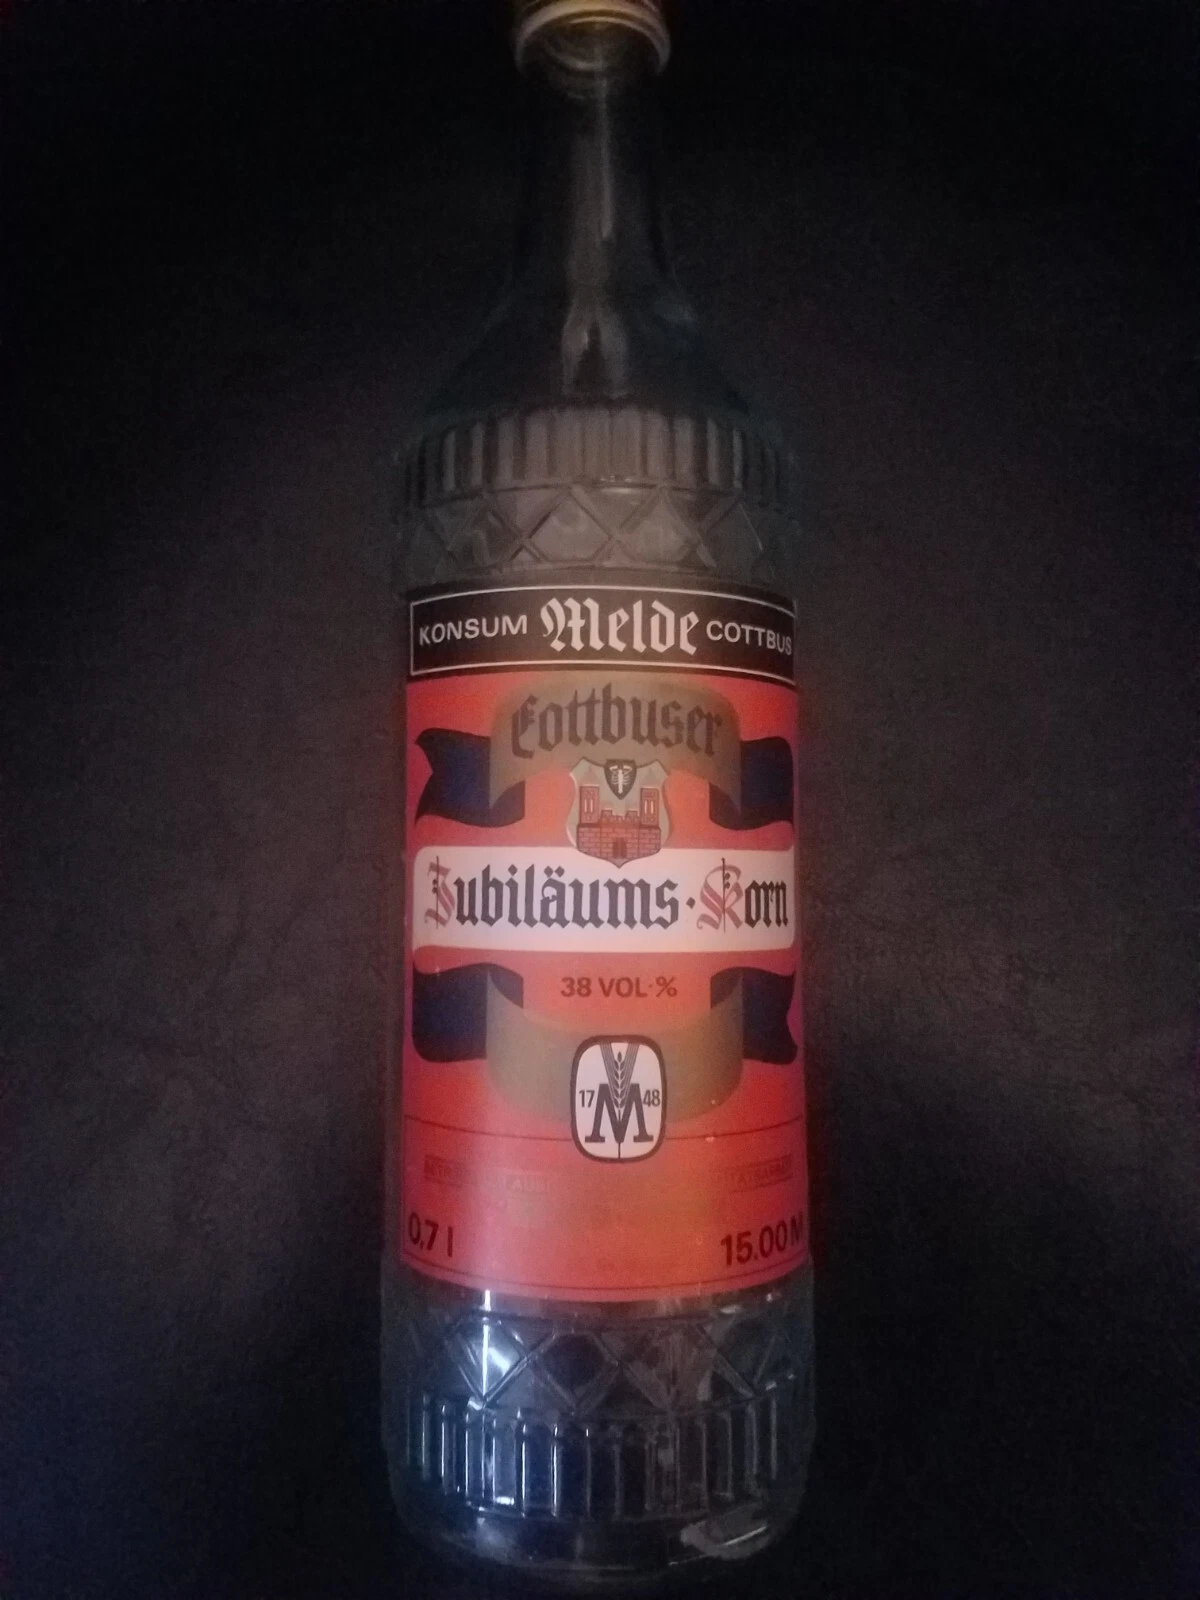 KONSUM Melde COTTBUS
Cottbuser
Jubiläums·Korn
38 VOL·%
17 M 48
0,7 l 15.00 M